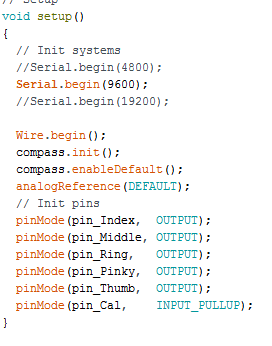 // Setup
void setup()
{
  // Init systems
  //Serial.begin(4800);
  Serial.begin(9600);
  //Serial.begin(19200);

  Wire.begin();
  compass.init();
  compass.enableDefault();
  analogReference(DEFAULT);
  // Init pins
  pinMode(pin_Index,  OUTPUT);
  pinMode(pin_Middle, OUTPUT);
  pinMode(pin_Ring,   OUTPUT);
  pinMode(pin_Pinky,  OUTPUT);
  pinMode(pin_Thumb,  OUTPUT);
  pinMode(pin_Cal,    INPUT_PULLUP);
}